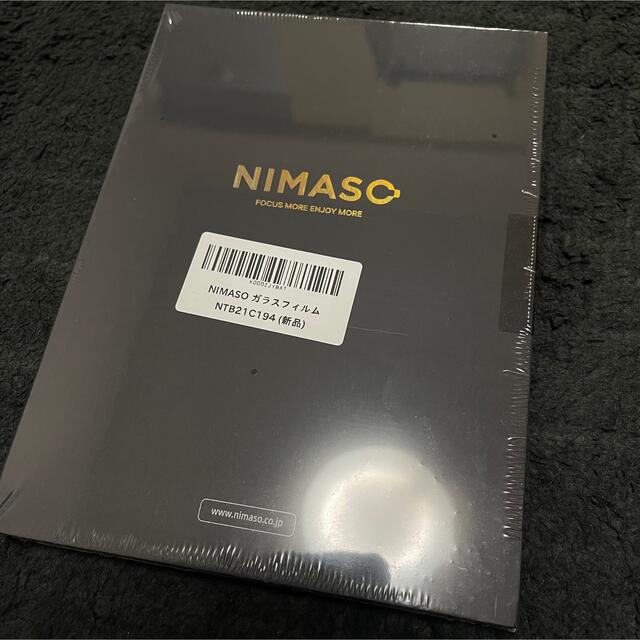 NIMASO
FOCUS MORE ENJOY MORE
NIMASO ガラスフィルム
NTB21C194 (新品)
www.nimaso.co.jp